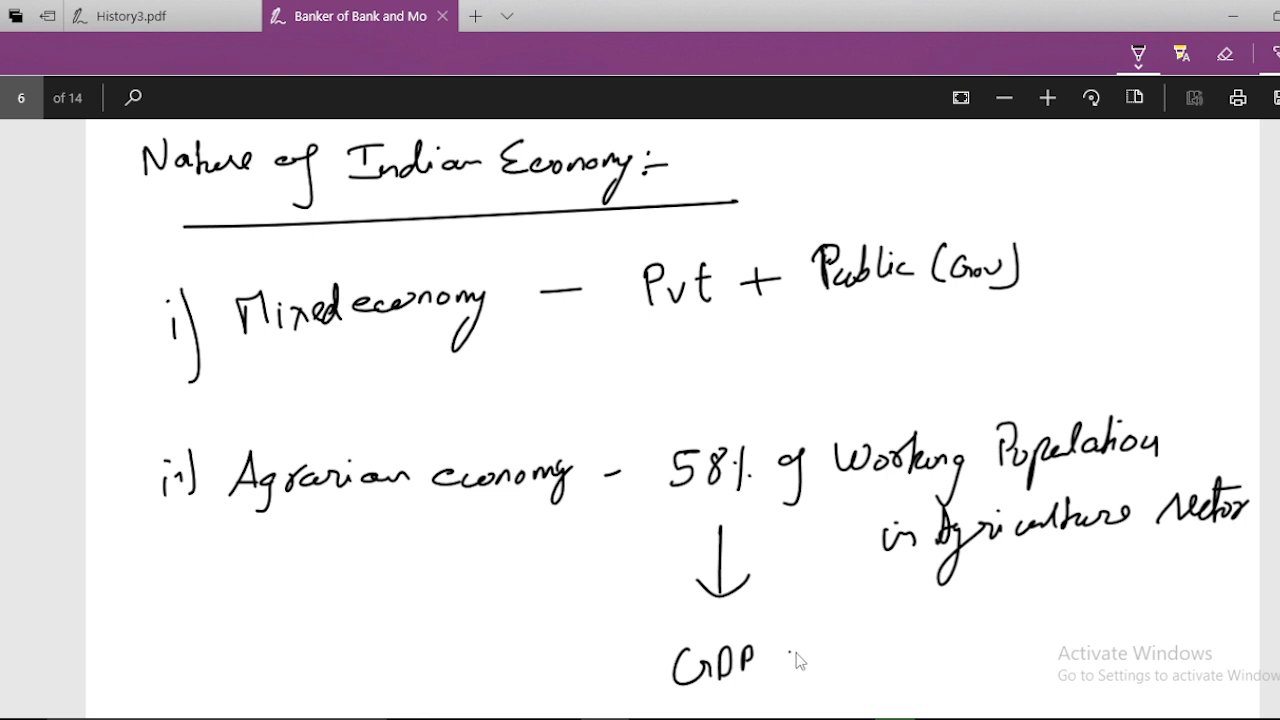 History3.pdf
Banker of Bank and Mo
6 of 14
Nature of Indian Economy:-
i) Mixed economy - Pvt + Public (Gov)
ii) Agrarian economy - 58% of Working Population
in Agriculture sector
GDP
Activate Windows
Go to Settings to activate Window